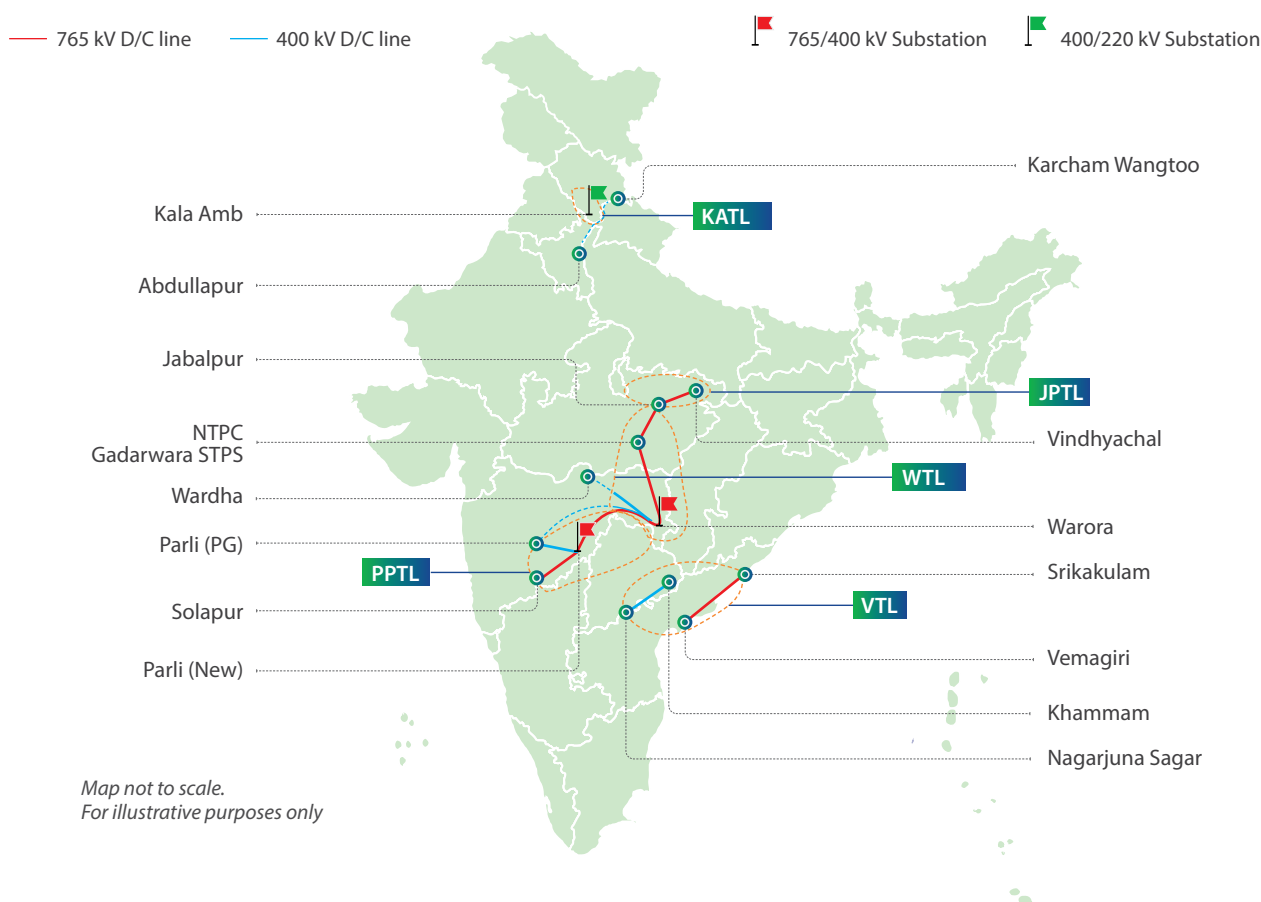 765 kV D/C line
400 kV D/C line
765/400 kV Substation
400/220 kV Substation
Karcham Wangtoo
Kala Amb
KATL
Abdullapur
Jabalpur
JPTL
NTPC
Gadarwara STPS
Vindhyachal
WTL
Wardha
Warora
Parli (PG)
PPTL
Srikakulam
Solapur
VTL
Parli (New)
Vemagiri
Khammam
Nagarjuna Sagar
Map not to scale.
For illustrative purposes only